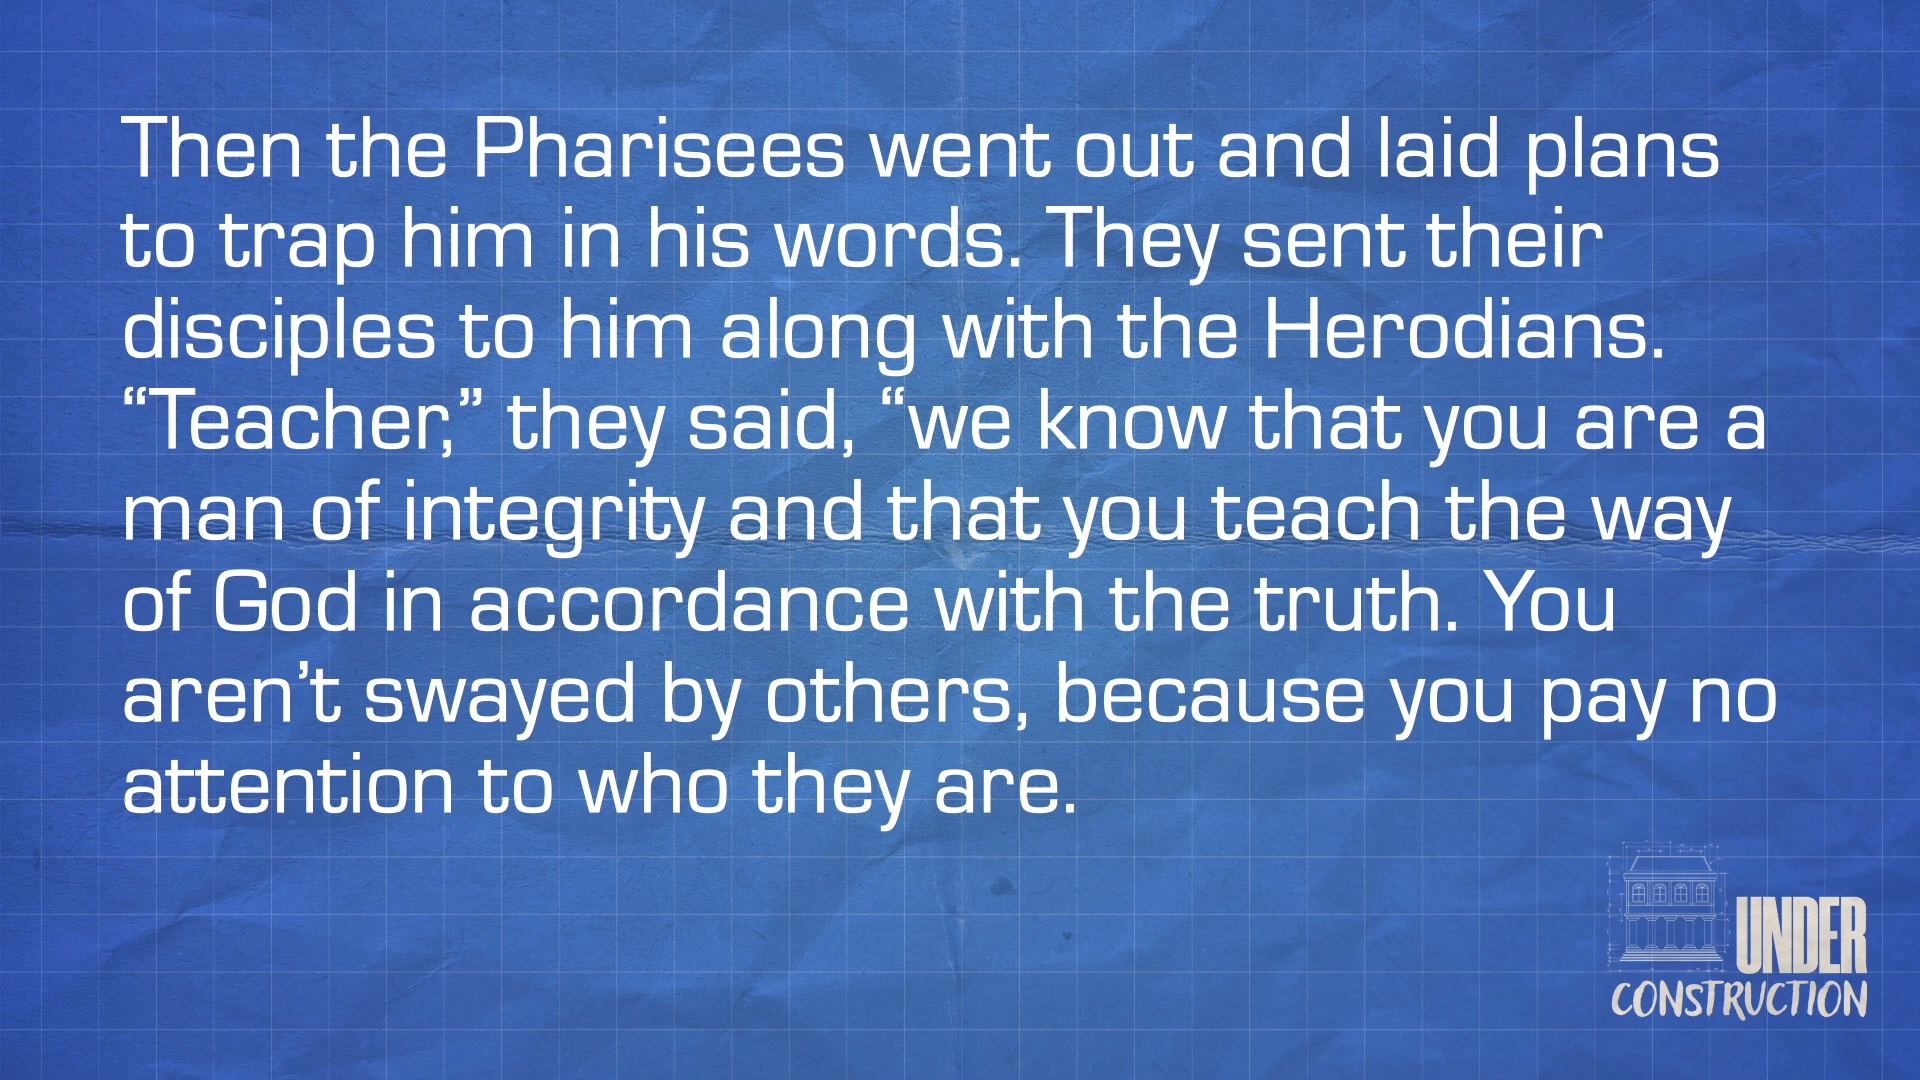 Then the Pharisees went out and laid plans
to trap him in his words. They sent their
disciples to him along with the Herodians.
“Teacher,” they said, “we know that you are a
man of integrity and that you teach the way
of God in accordance with the truth. You
aren’t swayed by others, because you pay no
attention to who they are.
UNDER
CONSTRUCTION